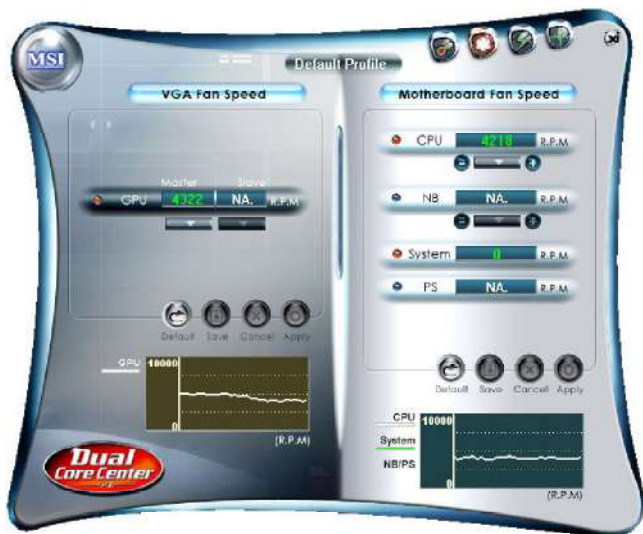 MSI
Default Profile
VGA Fan Speed
Master Slave
GPU 4322 NA. R.P.M
Default Save Cancel Apply
GPU 10000
0
(R.P.M)
Dual
Core Center
Motherboard Fan Speed
CPU 4218 R.P.M
NB NA. R.P.M
System 0 R.P.M
PS NA. R.P.M
Default Save Cancel Apply
CPU 10000
System
NB/PS
0
(R.P.M)